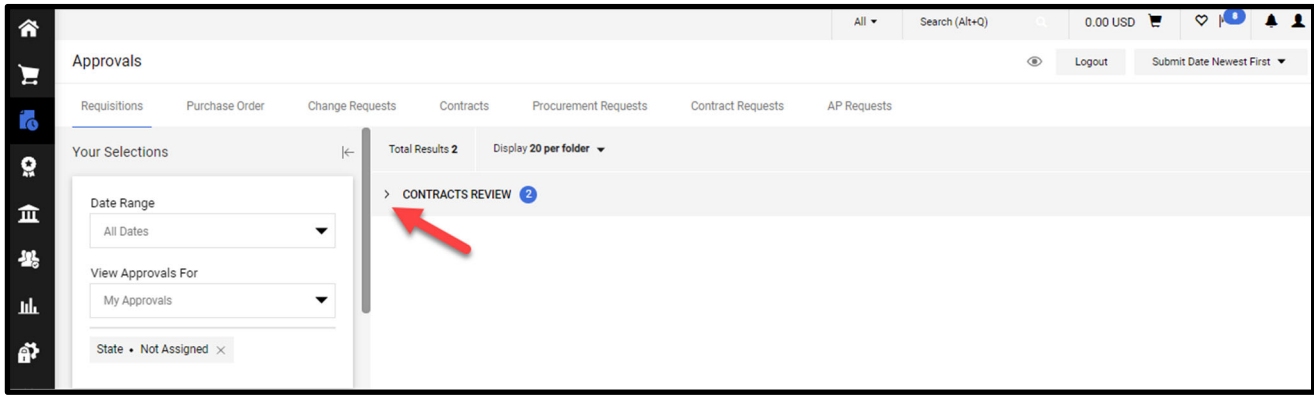 All
Search (Alt+Q)
0.00 USD
Approvals
Logout
Submit Date Newest First
Requisitions Purchase Order Change Requests Contracts Procurement Requests Contract Requests AP Requests
Your Selections
Total Results 2
Display 20 per folder
CONTRACTS REVIEW 2
Date Range
All Dates
View Approvals For
My Approvals
State • Not Assigned ×